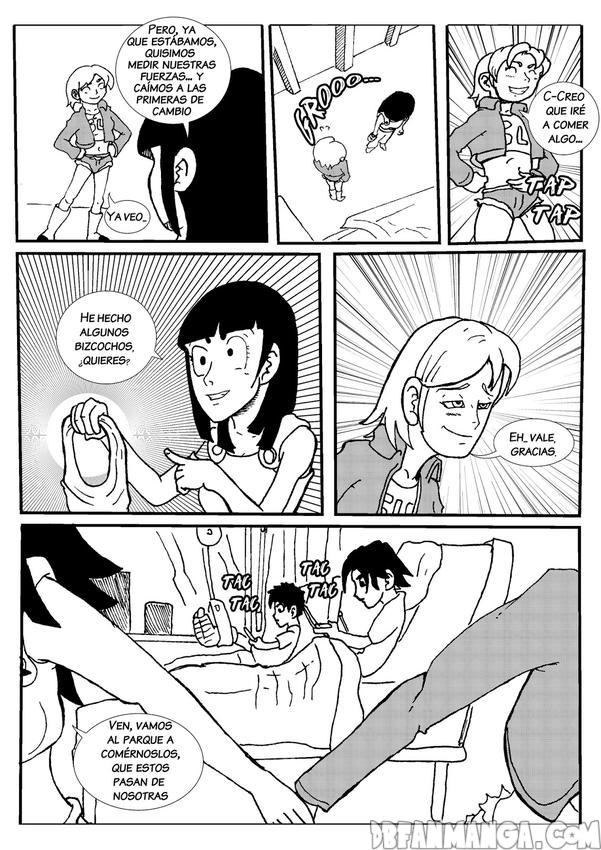 PERO, YA
QUE ESTÁBAMOS,
QUISIMOS
MEDIR NUESTRAS
FUERZAS... Y
CAÍMOS A LAS
PRIMERAS DE
CAMBIO
YA VEO...
GROOO...
C-CREO
QUE IRÉ
A COMER
ALGO...
TAP
TAP
HE HECHO
ALGUNOS
BIZCOCHOS,
¿QUIERES?
EH... VALE,
GRACIAS.
TAC
TAC
TAC
TAC
VEN, VAMOS
AL PARQUE A
COMÉRNOSLOS,
QUE ESTOS
PASAN DE
NOSOTRAS
DBFANMANGA.COM